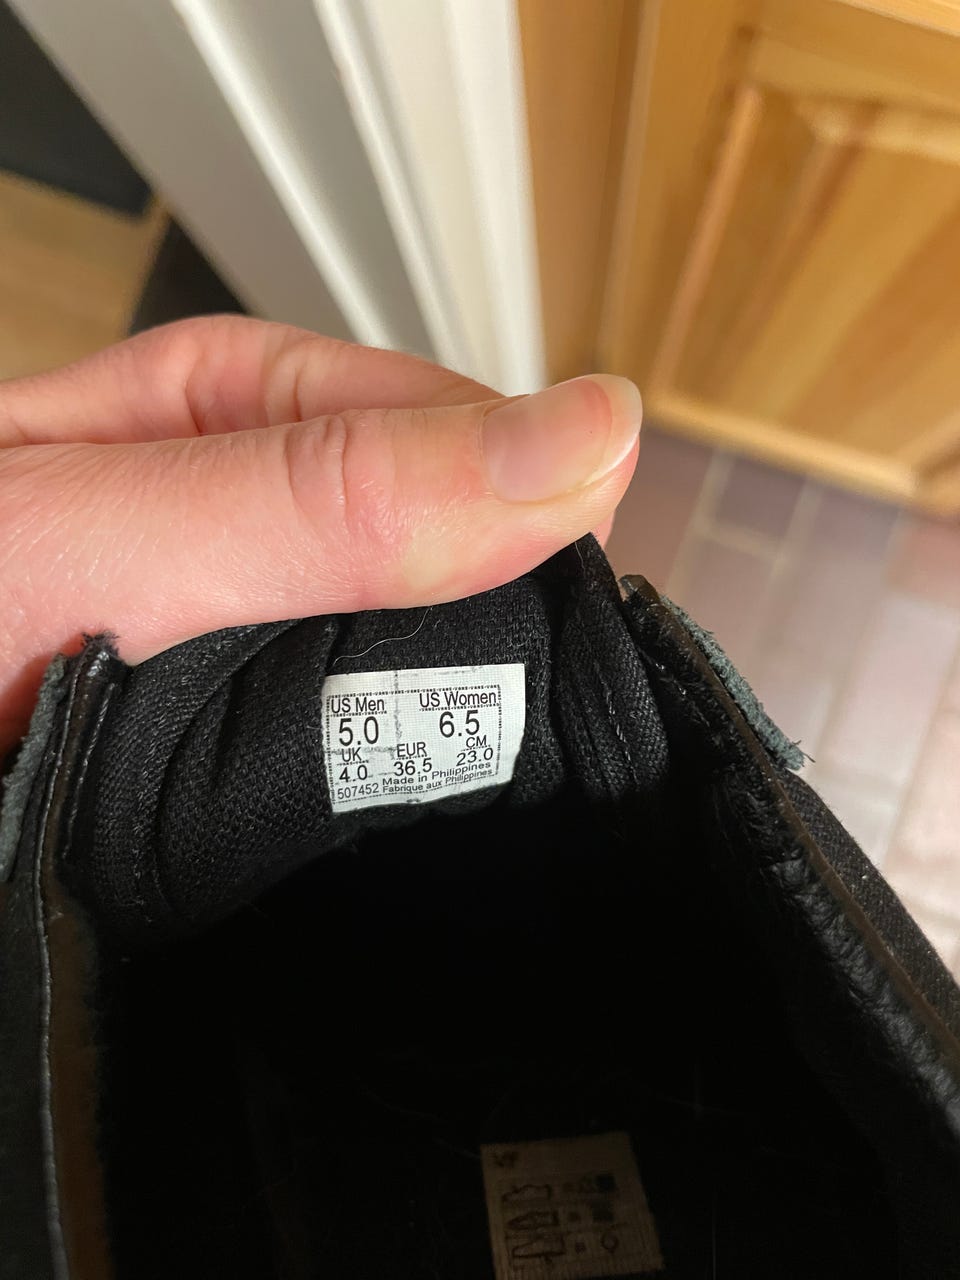 US Men US Women
5.0 6.5
UK EUR CM
4.0 36.5 23.0
Made in Philippines
507452 Fabrique aux Philippines